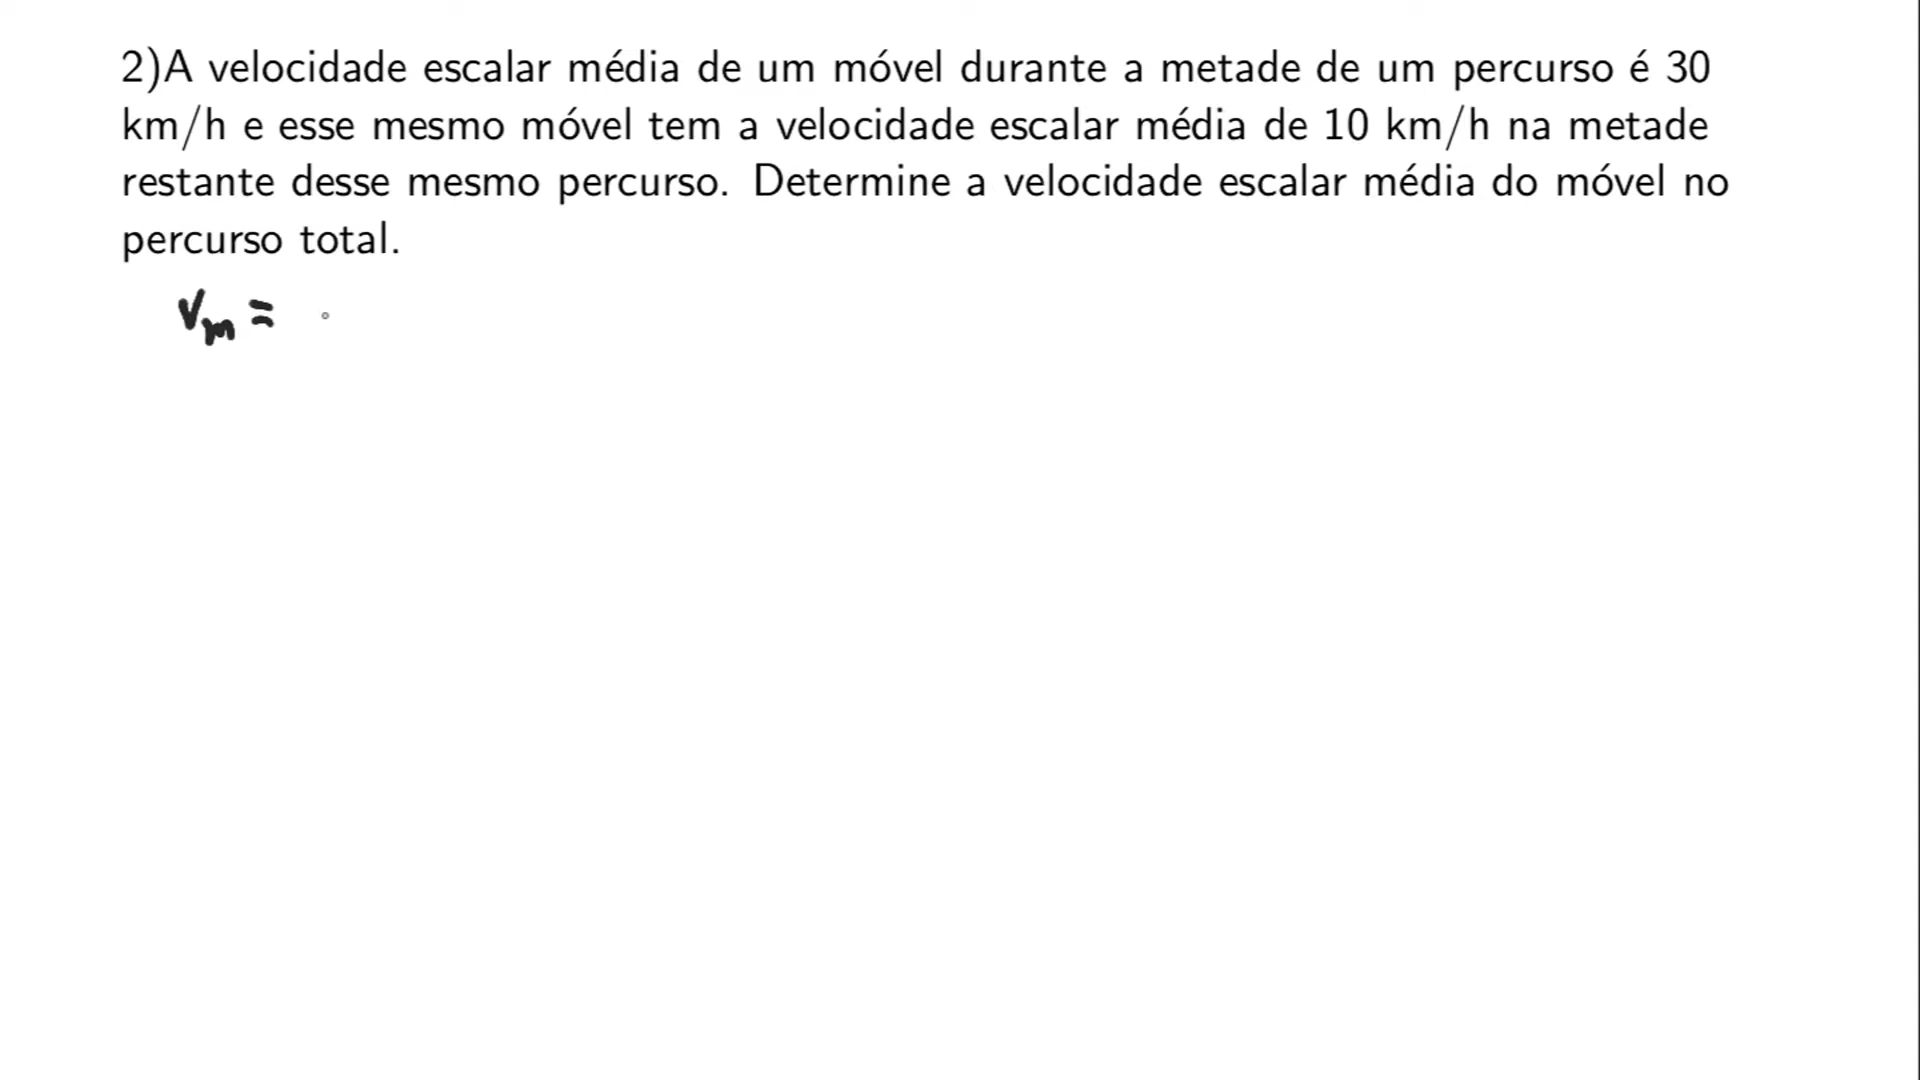 2)A velocidade escalar média de um móvel durante a metade de um percurso é 30
km/h e esse mesmo móvel tem a velocidade escalar média de 10 km/h na metade
restante desse mesmo percurso. Determine a velocidade escalar média do móvel no
percurso total.
Vm =